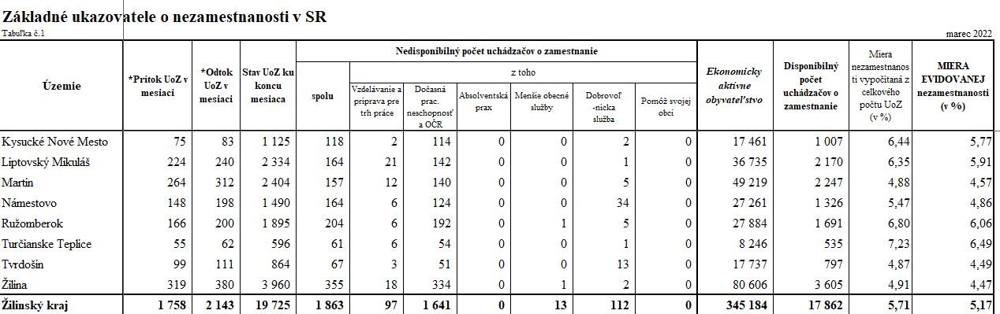 Základné ukazovatele o nezamestnanosti v SR
Tabuľka č.1 marec 2022
Územie *Prítok UoZ v mesiaci *Odtok UoZ v mesiaci Stav UoZ ku koncu mesiaca Nedisponibilný počet uchádzačov o zamestnanie Ekonomicky aktívne obyvateľstvo Disponibilný počet uchádzačov o zamestnanie Miera nezamestnanos ti vypočítaná z celkového počtu UoZ (v %) MIERA EVIDOVANEJ nezamestnanosti (v %)
spolu z toho
Vzdelávanie a príprava pre trh práce Dočasná prac. neschopnosť a OČR Absolventská prax Menšie obecné služby Dobrovoľ -nicka služba Pomôž svojej obci
Kysucké Nové Mesto 75 83 1 125 118 2 114 0 0 2 0 17 461 1 007 6,44 5,77
Liptovský Mikuláš 224 240 2 334 164 21 142 0 0 1 0 36 735 2 170 6,35 5,91
Martin 264 312 2 404 157 12 140 0 0 5 0 49 219 2 247 4,88 4,57
Námestovo 148 198 1 490 164 6 124 0 0 34 0 27 261 1 326 5,47 4,86
Ružomberok 166 200 1 895 204 6 192 0 1 5 0 27 884 1 691 6,80 6,06
Turčianske Teplice 55 62 596 61 6 54 0 0 1 0 8 246 535 7,23 6,49
Tvrdošín 99 111 864 67 3 51 0 0 13 0 17 737 797 4,87 4,49
Žilina 319 380 3 960 355 18 334 0 1 2 0 80 606 3 605 4,91 4,47
Žilinský kraj 1 758 2 143 19 725 1 863 97 1 641 0 13 112 0 345 184 17 862 5,71 5,17